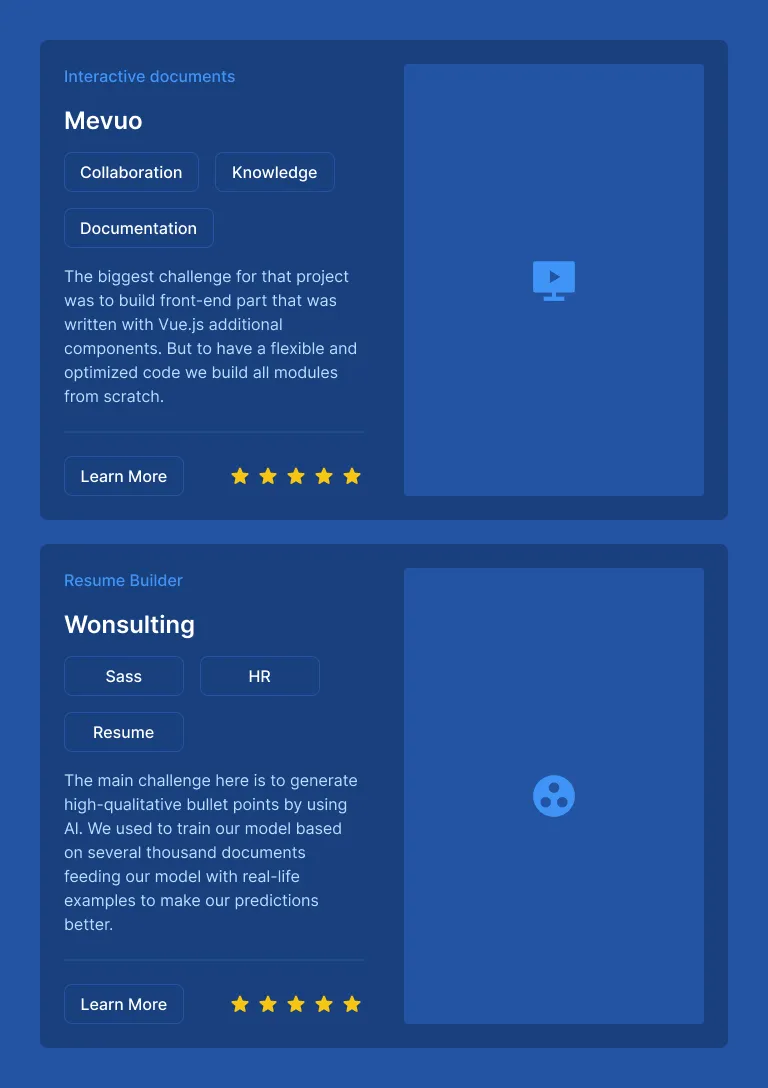 Interactive documents
Mevuo
Collaboration
Knowledge
Documentation
The biggest challenge for that project
was to build front-end part that was
written with Vue.js additional
components. But to have a flexible and
optimized code we build all modules
from scratch.
Learn More
Resume Builder
Wonsulting
Sass
HR
Resume
The main challenge here is to generate
high-qualitative bullet points by using
AI. We used to train our model based
on several thousand documents
feeding our model with real-life
examples to make our predictions
better.
Learn More